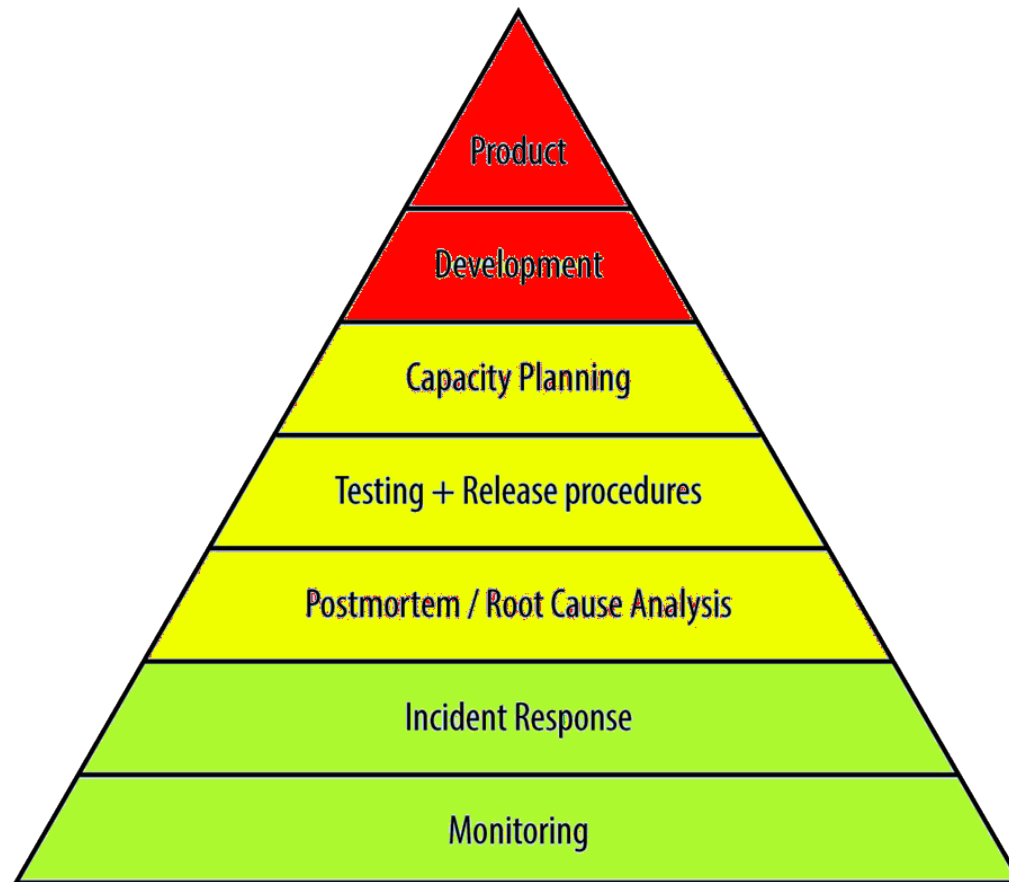 Product
Development
Capacity Planning
Testing + Release procedures
Postmortem / Root Cause Analysis
Incident Response
Monitoring